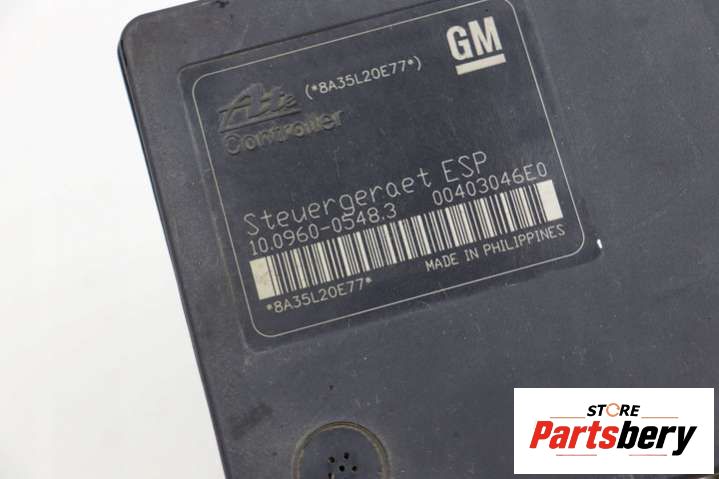 GM
(*8A35L20E77*)
Ate
Controller
Steuergeraet ESP
10.0960-0548.3 00403046E0
*8A35L20E77* MADE IN PHILIPPINES
STORE
Partsbery